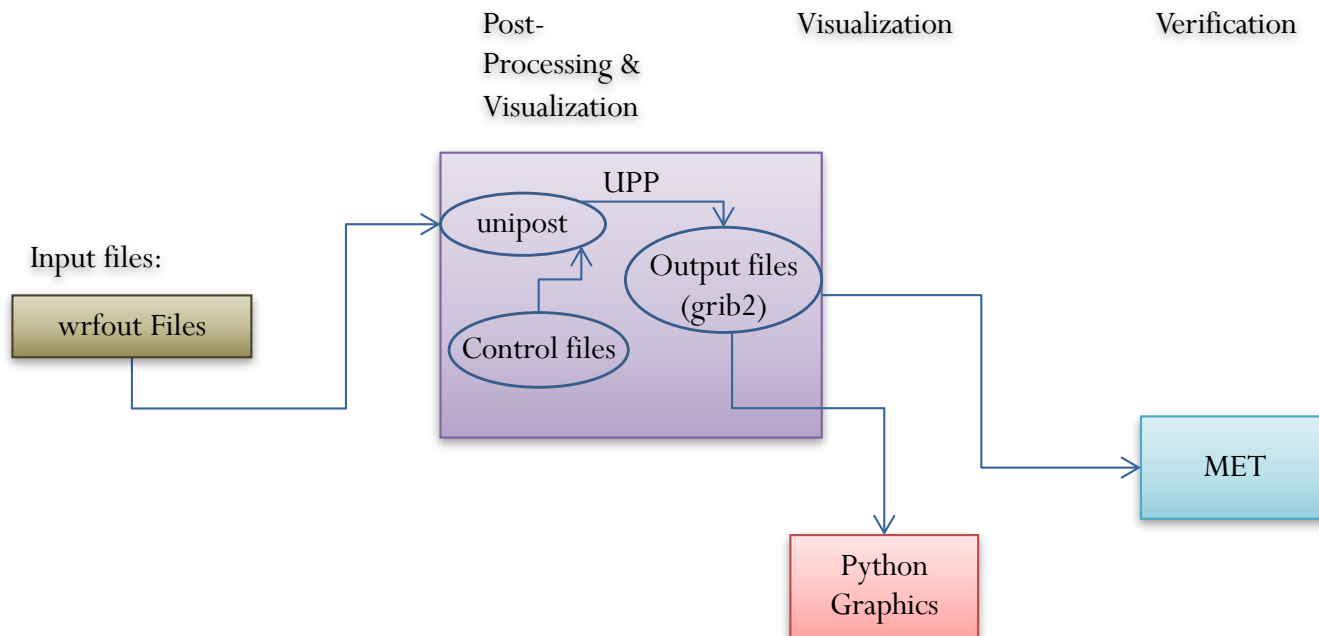 Post-
Processing &
Visualization
Visualization
Verification
UPP
unipost
Input files:
Output files
(grib2)
wrfout Files
Control files
MET
Python
Graphics